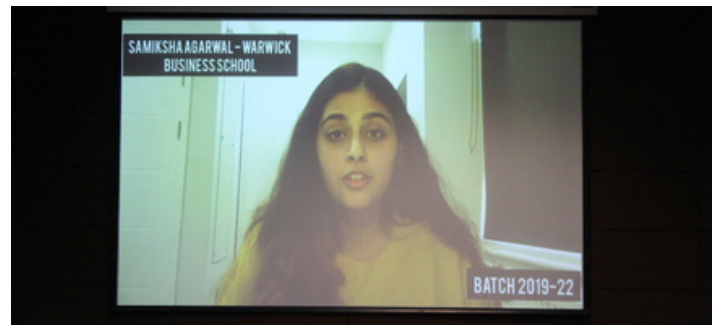 SAMIKSHA AGARWAL - WARWICK
BUSINESS SCHOOL
BATCH 2019-22